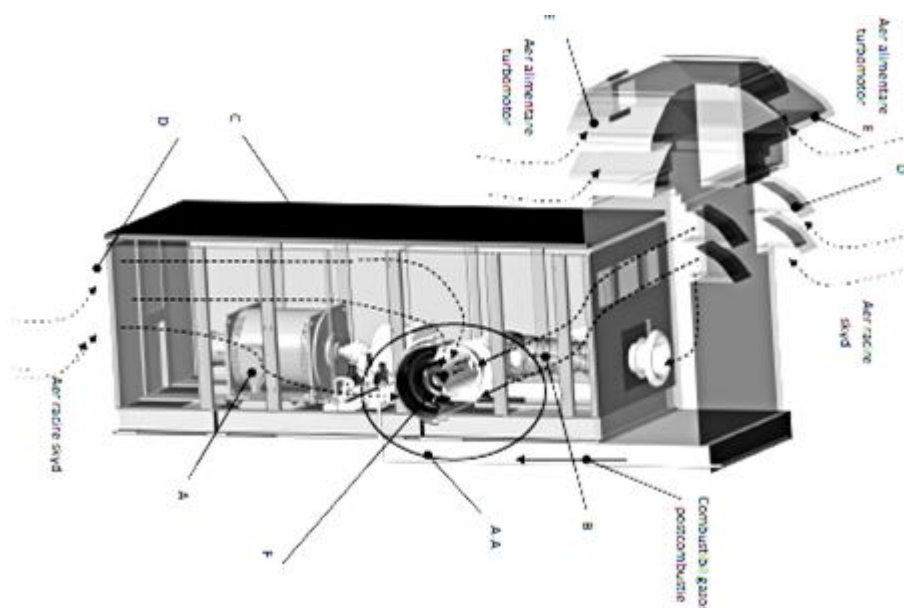 E
Aer alimentare
turbomotor
Aer alimentare
turbomotor
E
D
C
D
Aer racire
skyd
Aer racire skyd
A
F
A.A
B
Combustibil gazos
postcombustie